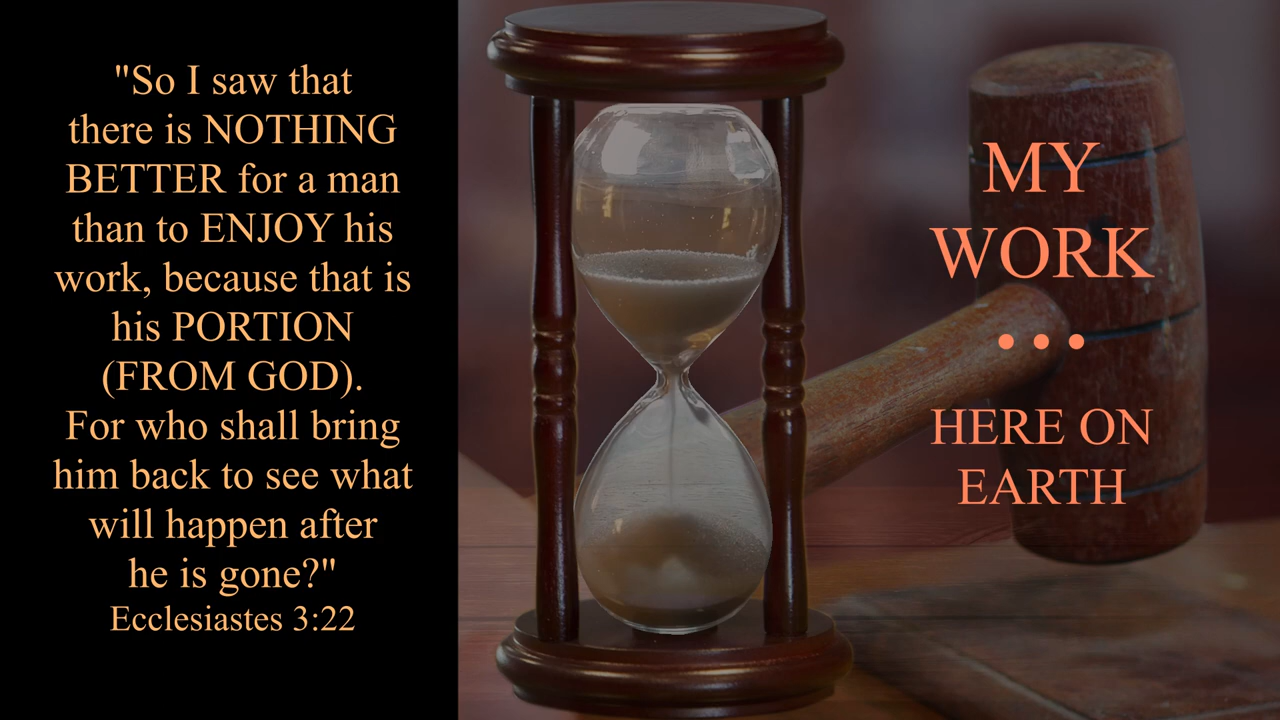 "So I saw that
there is NOTHING
BETTER for a man
than to ENJOY his
work, because that is
his PORTION
(FROM GOD).
For who shall bring
him back to see what
will happen after
he is gone?"
Ecclesiastes 3:22
MY
WORK
...
HERE ON
EARTH